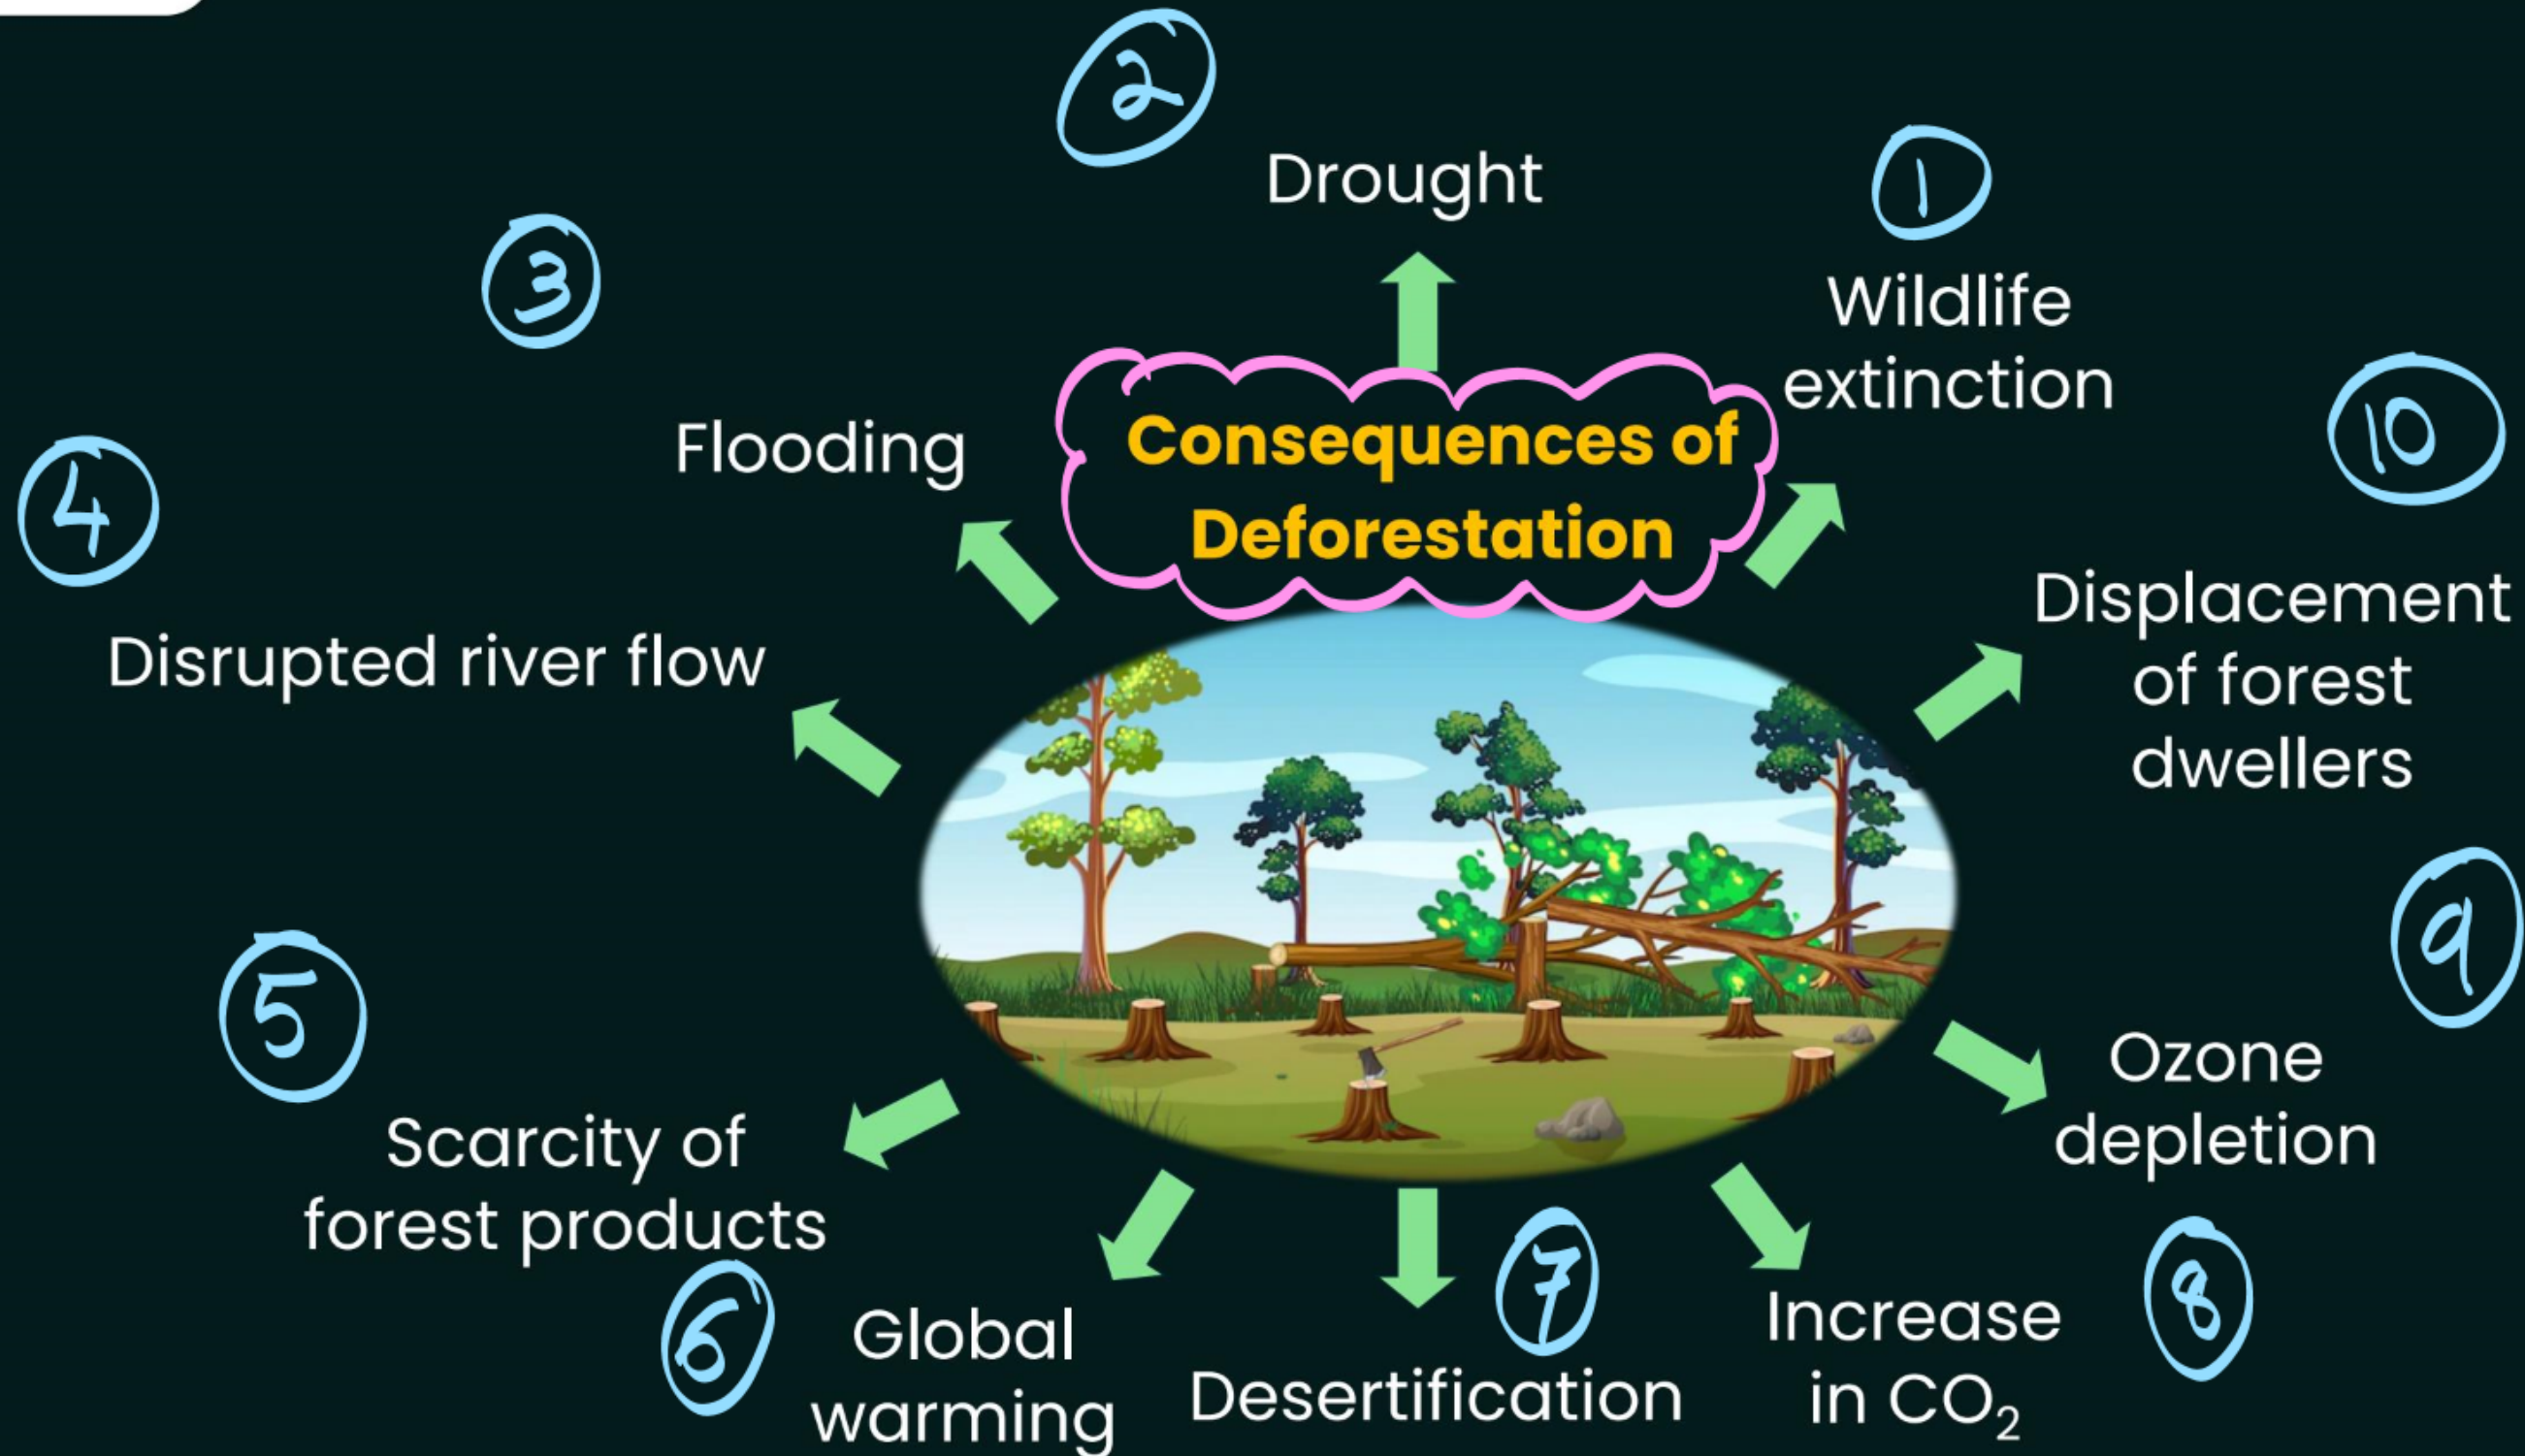 Consequences of
Deforestation
1
Wildlife
extinction
2
Drought
3
Flooding
4
Disrupted river flow
5
Scarcity of
forest products
6
Global
warming
7
Desertification
8
Increase
in CO₂
9
Ozone
depletion
10
Displacement
of forest
dwellers